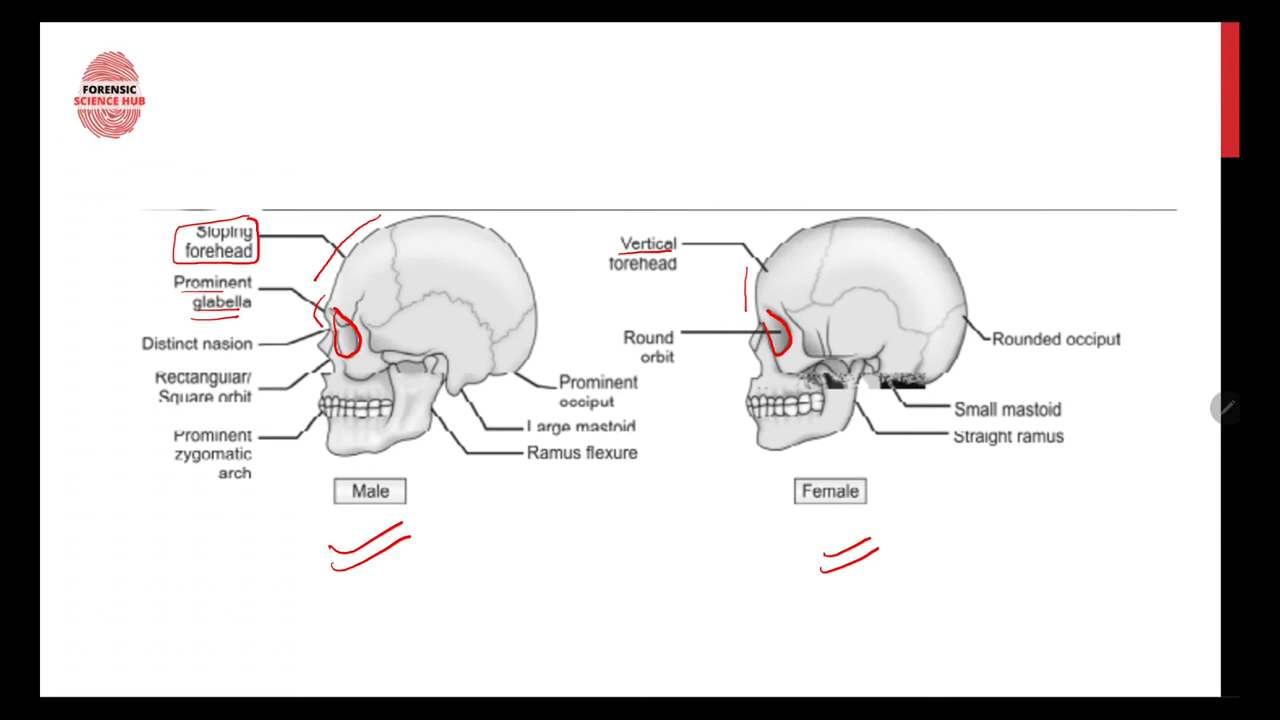 FORENSIC
SCIENCE HUB
Sloping
forehead
Prominent
glabella
Distinct nasion
Rectangular/
Square orbit
Prominent
zygomatic
arch
Prominent
occiput
Large mastoid
Ramus flexure
Male
Vertical
forehead
Round
orbit
Rounded occiput
Small mastoid
Straight ramus
Female